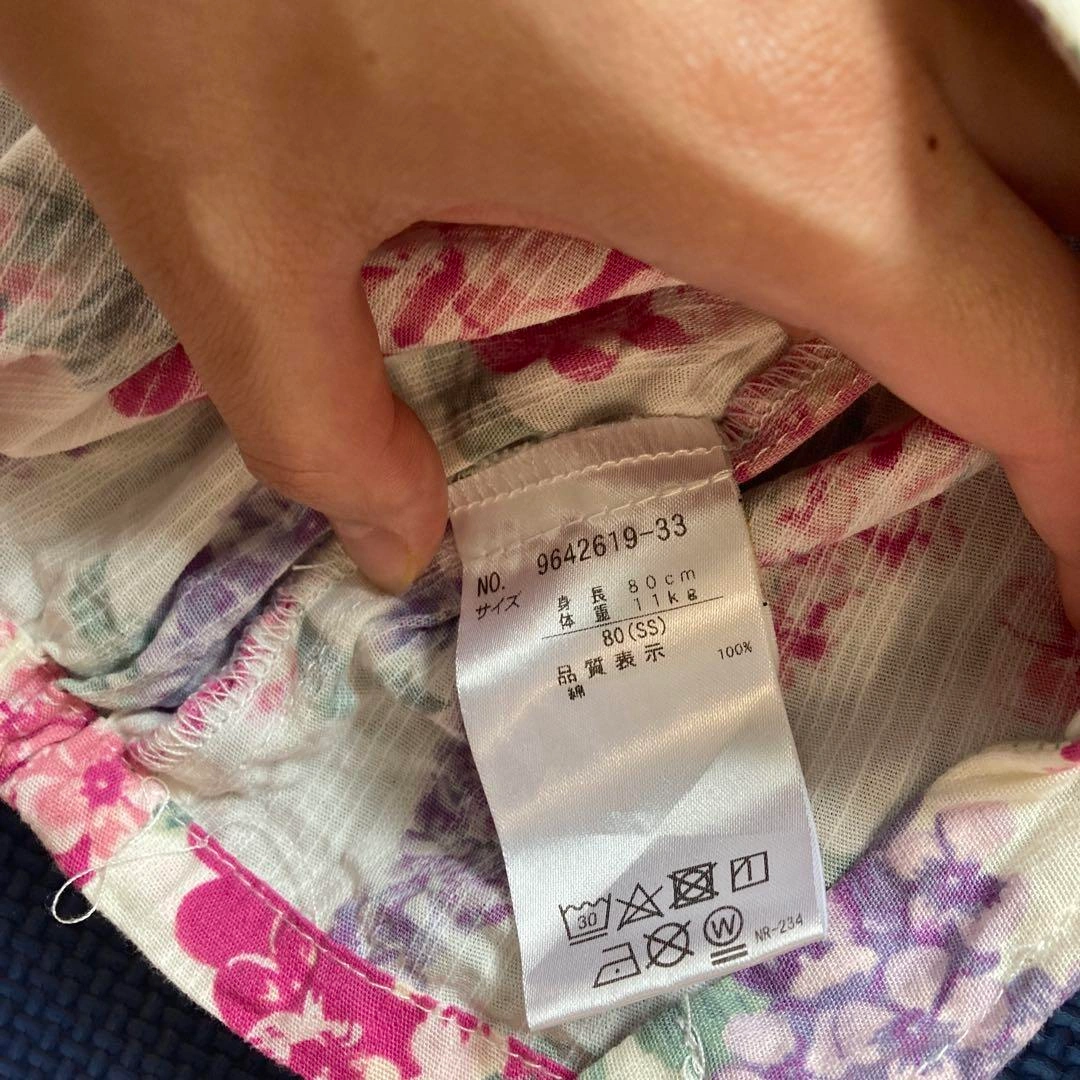 NO. 9642619-33
サイズ 身長 80cm
体重 11kg
80(SS)
品質表示
綿 100%
30
W
NR-234